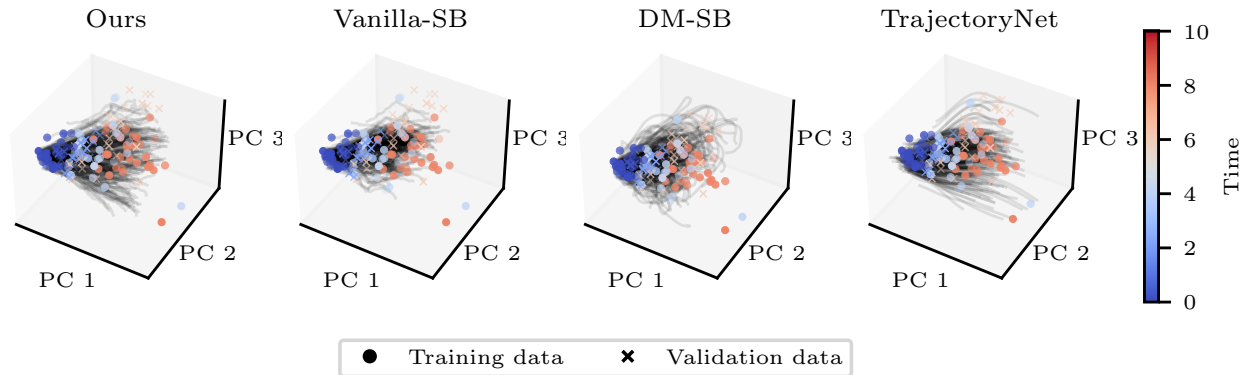 Ours
Vanilla-SB
DM-SB
TrajectoryNet
PC 1
PC 2
PC 3
PC 1
PC 2
PC 3
PC 1
PC 2
PC 3
PC 1
PC 2
PC 3
10
8
6
4
2
0
Time
Training data
Validation data